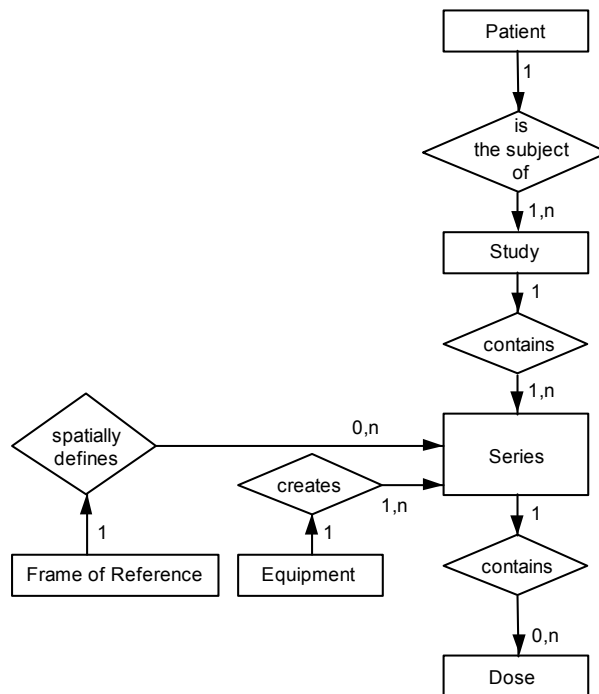 Patient
1
is
the subject
of
1,n
Study
1
contains
1,n
spatially
defines
0,n
Series
creates
1,n
1
1
1
Frame of Reference
Equipment
contains
0,n
Dose